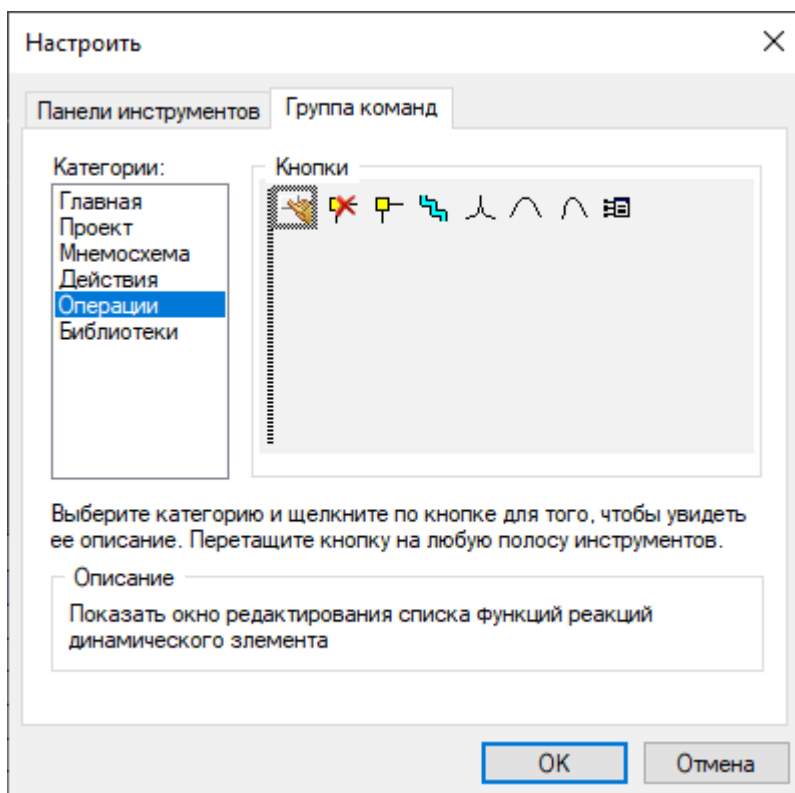 Настроить
Панели инструментов
Группа команд
Категории:
Кнопки
Главная
Проект
Мнемосхема
Действия
Операции
Библиотеки
Выберите категорию и щелкните по кнопке для того, чтобы увидеть
ее описание. Перетащите кнопку на любую полосу инструментов.
Описание
Показать окно редактирования списка функций реакций
динамического элемента
OK
Отмена